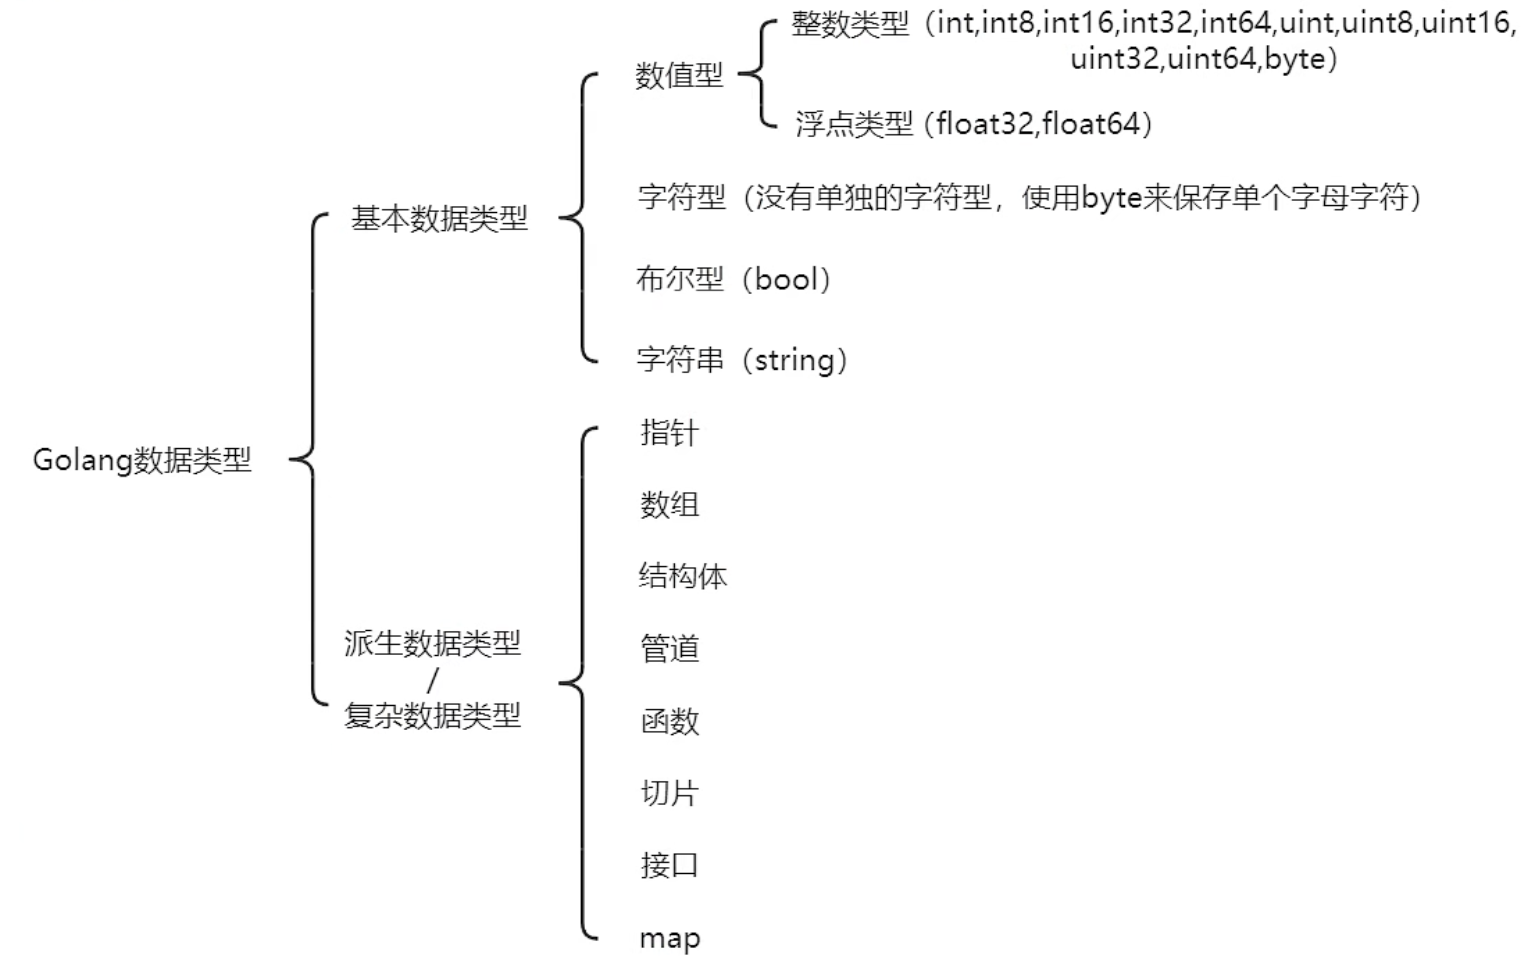 Golang数据类型
基本数据类型
数值型
整数类型（int,int8,int16,int32,int64,uint,uint8,uint16,
uint32,uint64,byte）
浮点类型（float32,float64）
字符型（没有单独的字符型，使用byte来保存单个字母字符）
布尔型（bool）
字符串（string）
派生数据类型
/
复杂数据类型
指针
数组
结构体
管道
函数
切片
接口
map